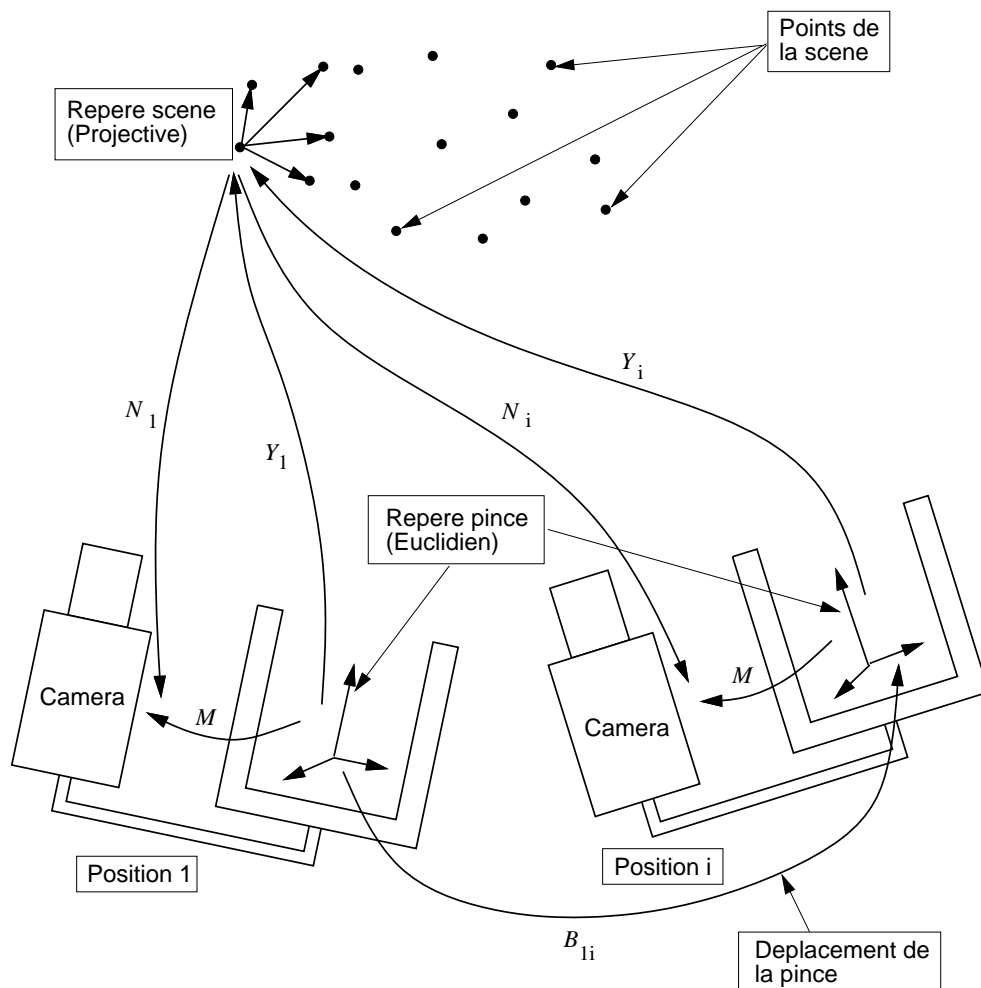 Points de
la scene
Repere scene
(Projective)
Y i
N 1
N i
Y 1
Repere pince
(Euclidien)
Camera
M
M
Camera
Position 1
Position i
B 1i
Deplacement de
la pince